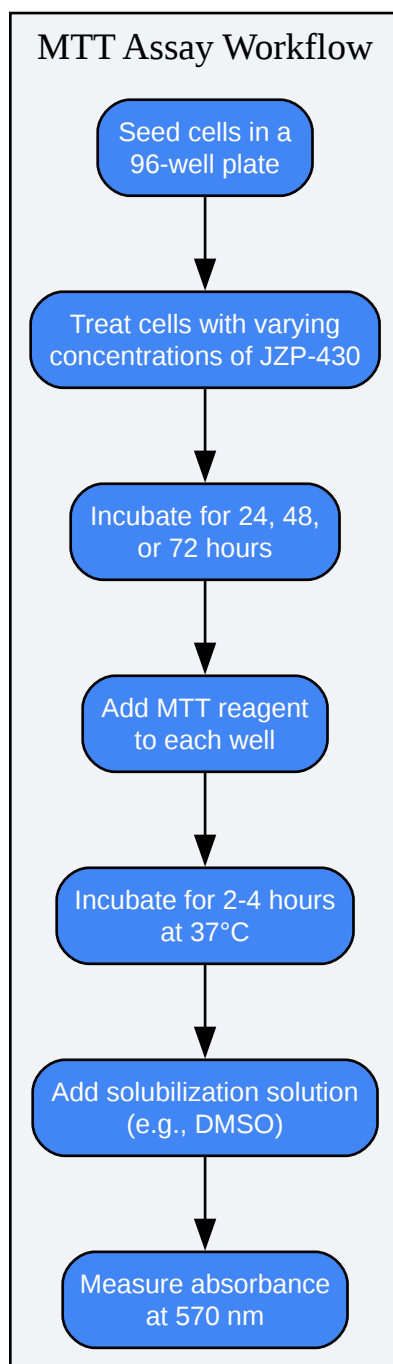 MTT Assay Workflow
Seed cells in a
96-well plate
Treat cells with varying
concentrations of JZP-430
Incubate for 24, 48,
or 72 hours
Add MTT reagent
to each well
Incubate for 2-4 hours
at 37°C
Add solubilization solution
(e.g., DMSO)
Measure absorbance
at 570 nm